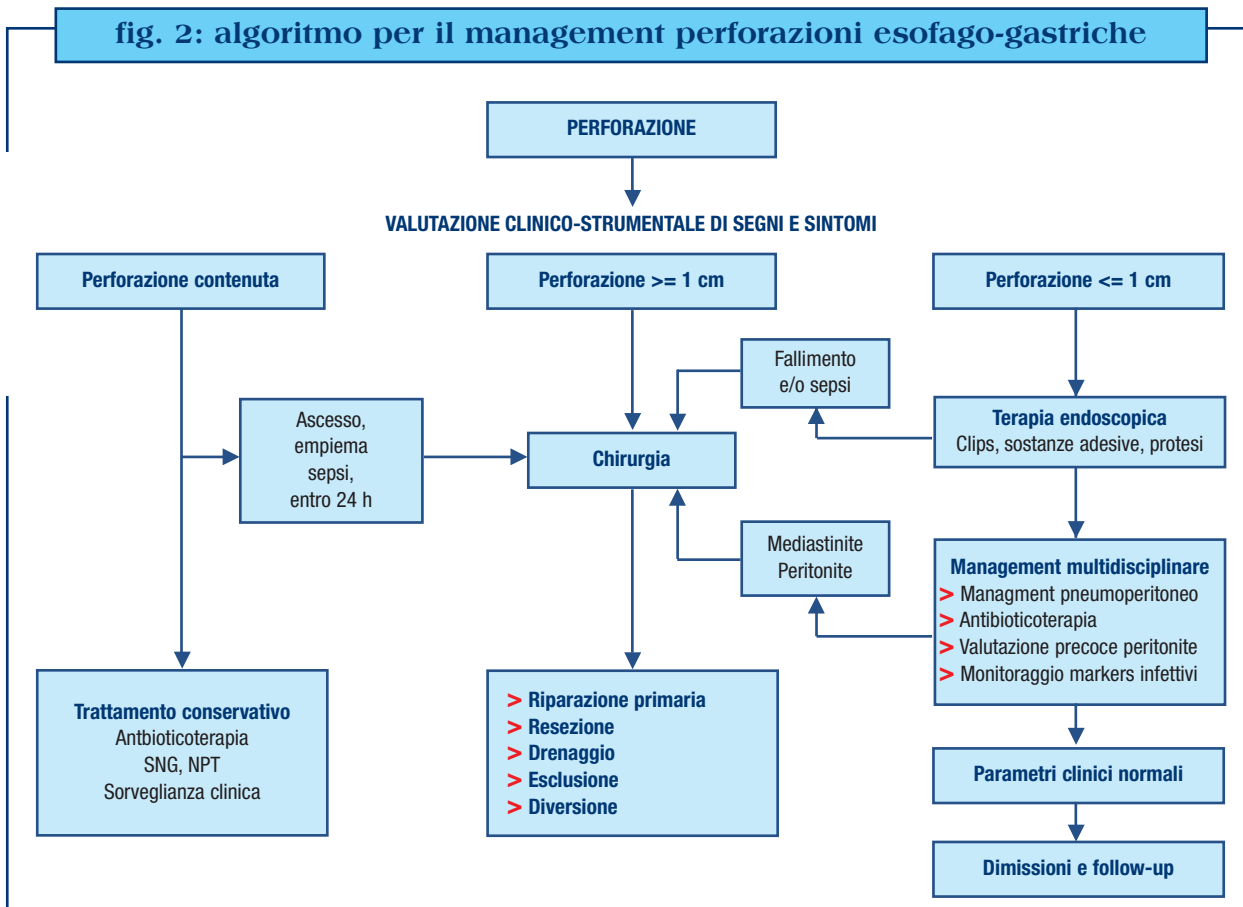 fig. 2: algoritmo per il management perforazioni esofago-gastriche
PERFORAZIONE
VALUTAZIONE CLINICO-STRUMENTALE DI SEGNI E SINTOMI
Perforazione contenuta
Perforazione >= 1 cm
Perforazione <= 1 cm
Fallimento
e/o sepsi
Ascesso,
empiema
sepsi,
entro 24 h
Chirurgia
Terapia endoscopica
Clips, sostanze adesive, protesi
Mediastinite
Peritonite
Management multidisciplinare
> Managment pneumoperitoneo
> Antibioticoterapia
> Valutazione precoce peritonite
> Monitoraggio markers infettivi
Trattamento conservativo
Antbioticoterapia
SNG, NPT
Sorveglianza clinica
> Riparazione primaria
> Resezione
> Drenaggio
> Esclusione
> Diversione
Parametri clinici normali
Dimissioni e follow-up